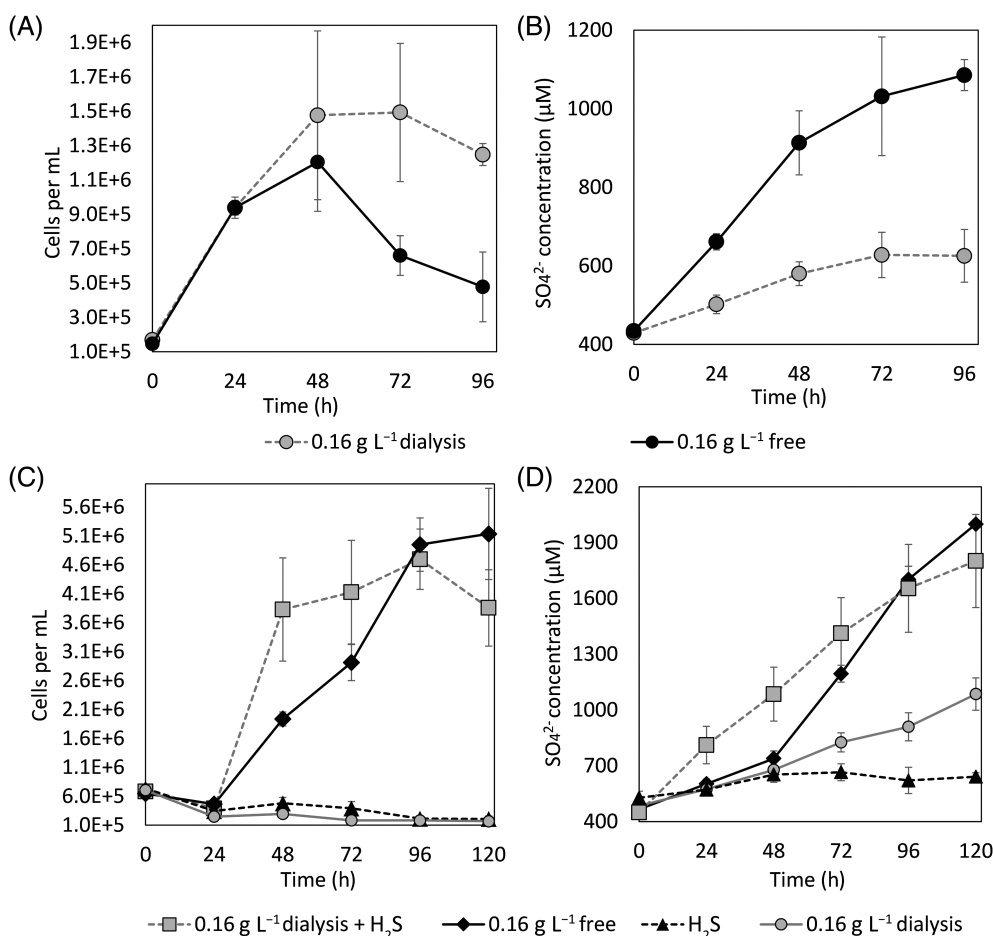 (A)
Cells per mL
1.9E+6
1.7E+6
1.5E+6
1.3E+6
1.1E+6
9.0E+5
7.0E+5
5.0E+5
3.0E+5
1.0E+5
0 24 48 72 96
Time (h)
(B)
SO₄²⁻ concentration (µM)
1200
1000
800
600
400
0 24 48 72 96
Time (h)
0.16 g L⁻¹ dialysis
0.16 g L⁻¹ free
(C)
Cells per mL
5.6E+6
5.1E+6
4.6E+6
4.1E+6
3.6E+6
3.1E+6
2.6E+6
2.1E+6
1.6E+6
1.1E+6
6.0E+5
1.0E+5
0 24 48 72 96 120
Time (h)
(D)
SO₄²⁻ concentration (µM)
2200
1900
1600
1300
1000
700
400
0 24 48 72 96 120
Time (h)
0.16 g L⁻¹ dialysis + H₂S
0.16 g L⁻¹ free
H₂S
0.16 g L⁻¹ dialysis